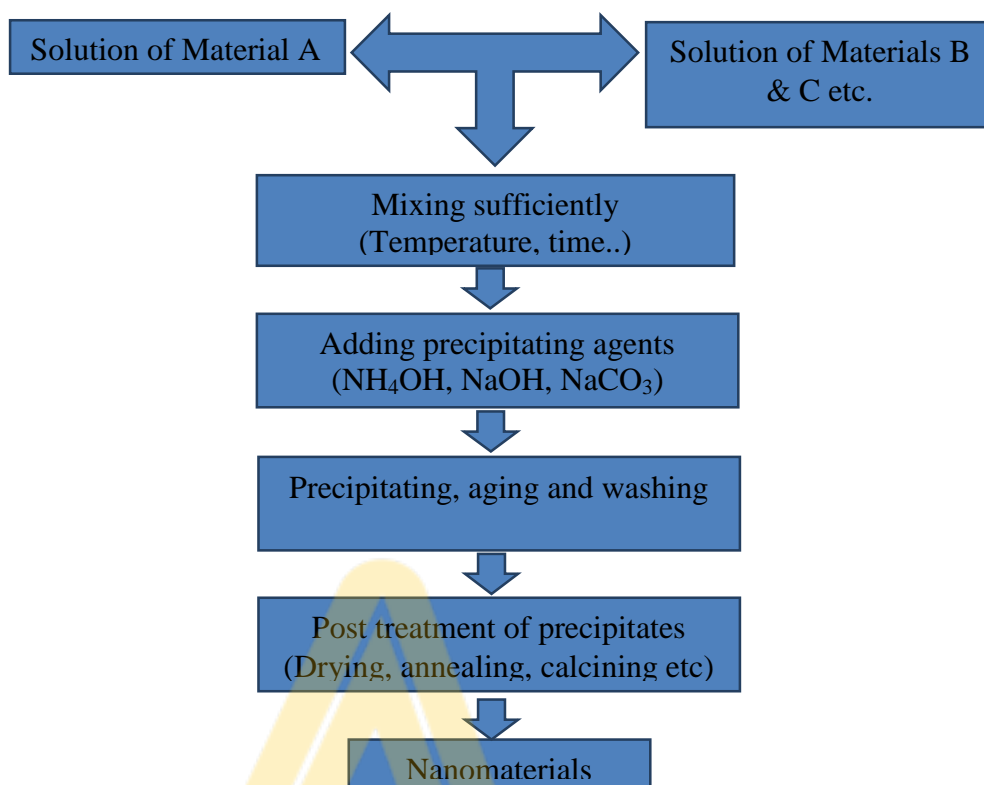 Solution of Material A
Solution of Materials B
& C etc.
Mixing sufficiently
(Temperature, time..)
Adding precipitating agents
(NH₄OH, NaOH, NaCO₃)
Precipitating, aging and washing
Post treatment of precipitates
(Drying, annealing, calcining etc)
Nanomaterials